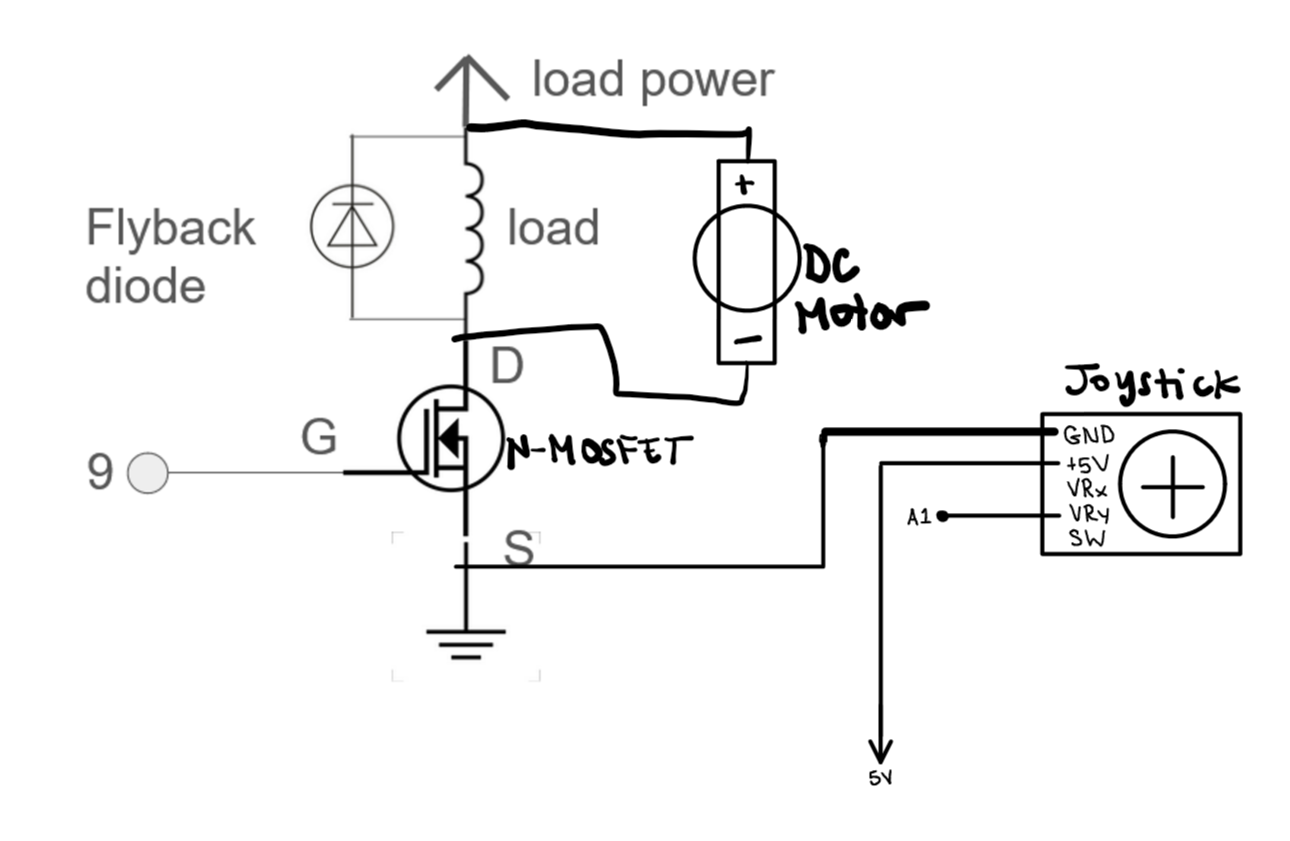 load power
+
Flyback
diode
load
DC
Motor
-
D
Joystick
G
N-MOSFET
GND
+5V
VRx
A1
VRy
SW
9
S
5V